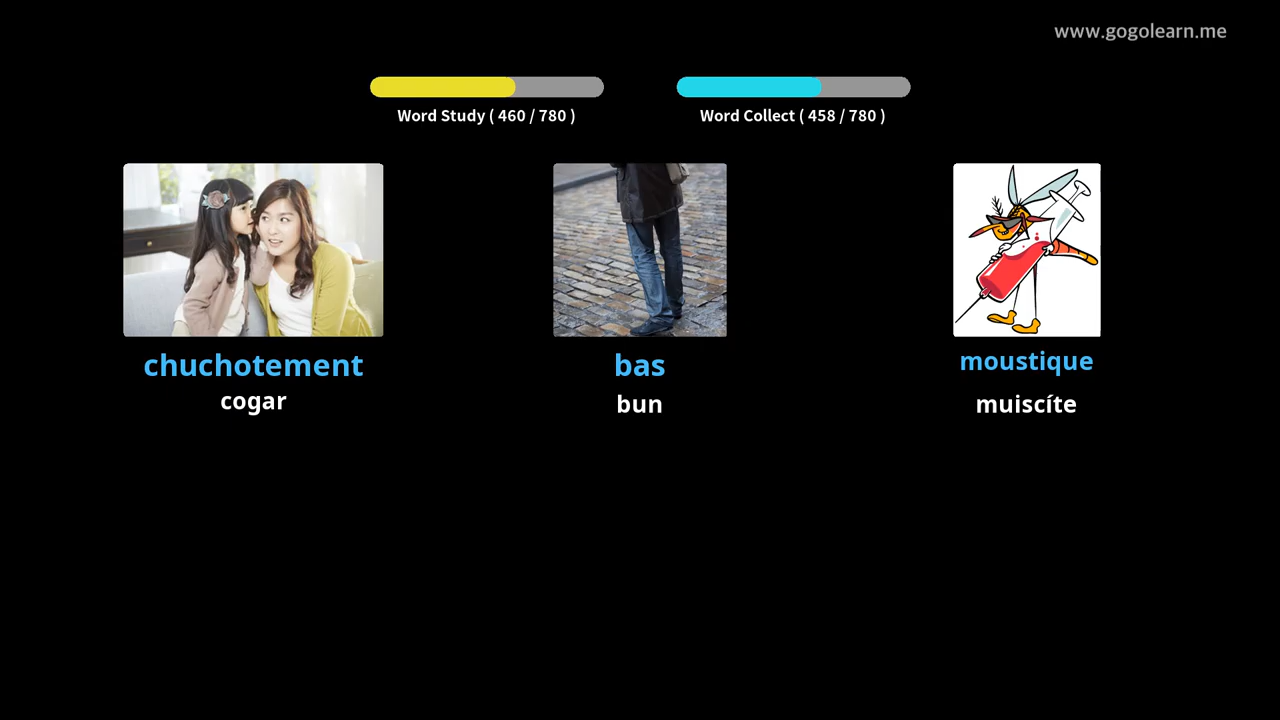 www.gogolearn.me
Word Study ( 460 / 780 )
Word Collect ( 458 / 780 )
chuchotement
cogar
bas
bun
moustique
muiscíte